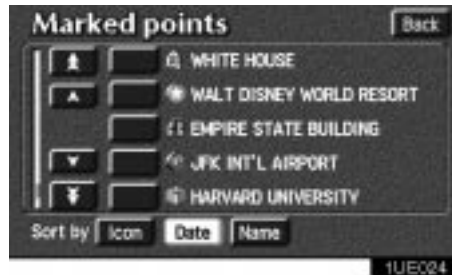 Marked points Back
WHITE HOUSE
WALT DISNEY WORLD RESORT
EMPIRE STATE BUILDING
JFK INT'L AIRPORT
HARVARD UNIVERSITY
Sort by Icon Date Name
1UE024